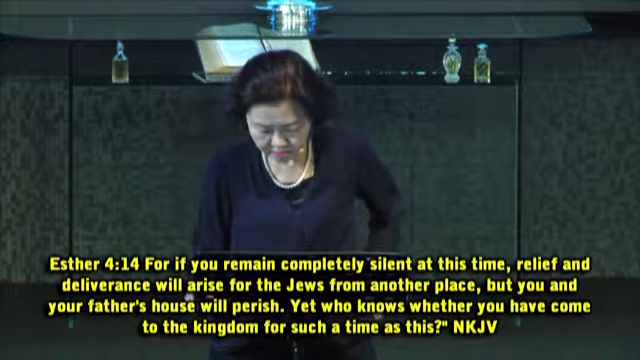 Esther 4:14 For if you remain completely silent at this time, relief and
deliverance will arise for the Jews from another place, but you and
your father's house will perish. Yet who knows whether you have come
to the kingdom for such a time as this?" NKJV